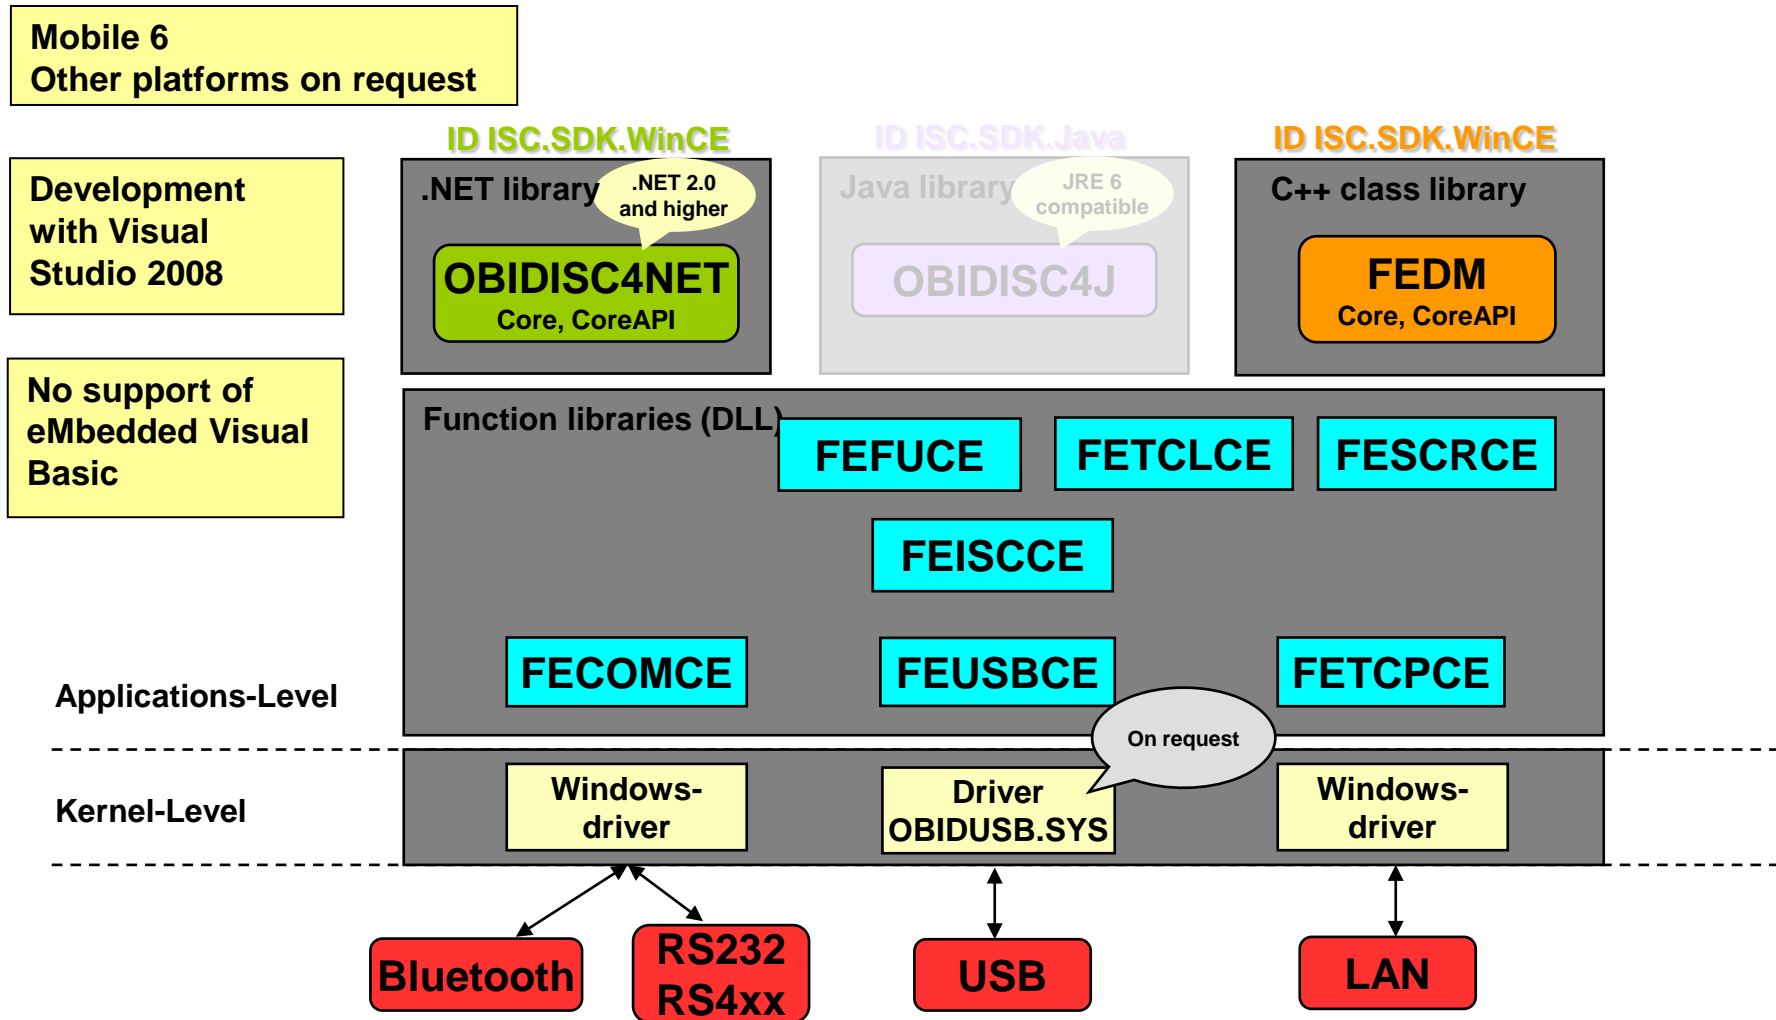 Mobile 6
Other platforms on request
ID ISC.SDK.WinCE
ID ISC.SDK.Java
ID ISC.SDK.WinCE
Development
with Visual
Studio 2008
.NET library
.NET 2.0
and higher
OBIDISC4NET
Core, CoreAPI
Java library
JRE 6
compatible
OBIDISC4J
C++ class library
FEDM
Core, CoreAPI
No support of
eMbedded Visual
Basic
Function libraries (DLL)
FEFUCE
FETCLCE
FESCRCE
FEISCCE
FECOMCE
FEUSBCE
FETCPCE
Applications-Level
On request
Kernel-Level
Windows-
driver
Driver
OBIDUSB.SYS
Windows-
driver
Bluetooth
RS232
RS4xx
USB
LAN